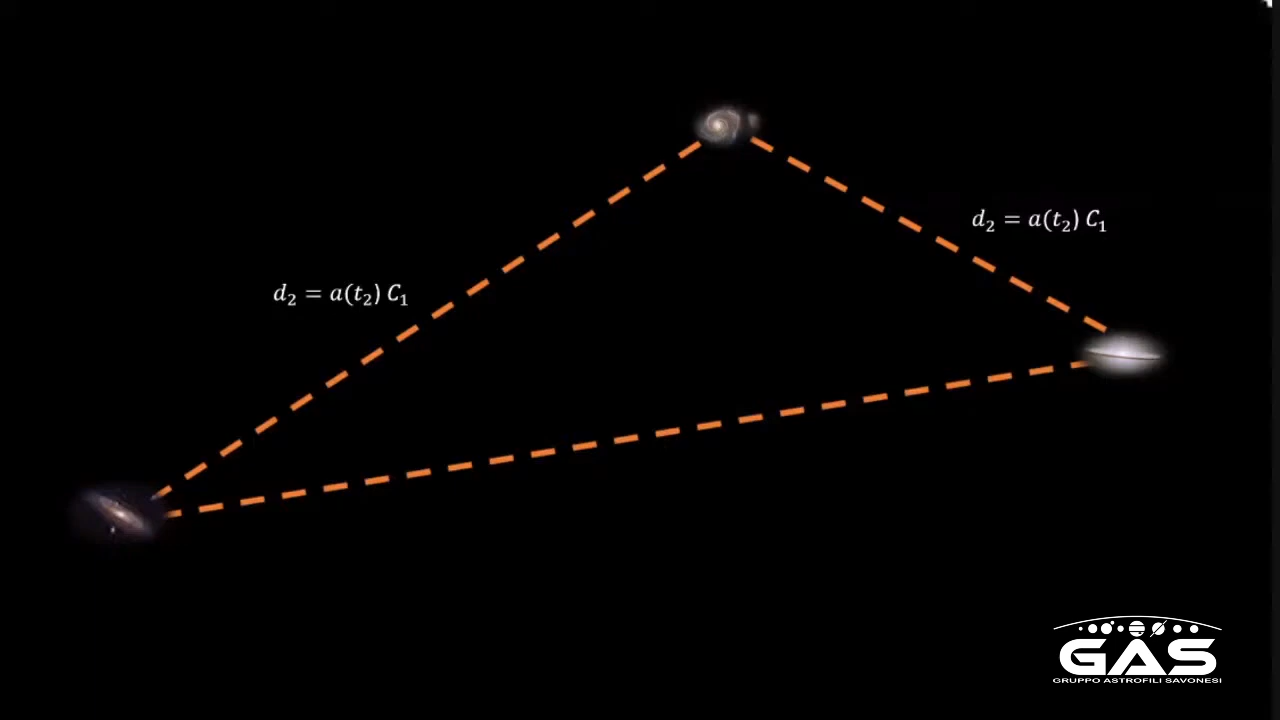 d₂ = a(t₂) C₁
d₂ = a(t₂) C₁
GAS
GRUPPO ASTROFILI SAVONESI